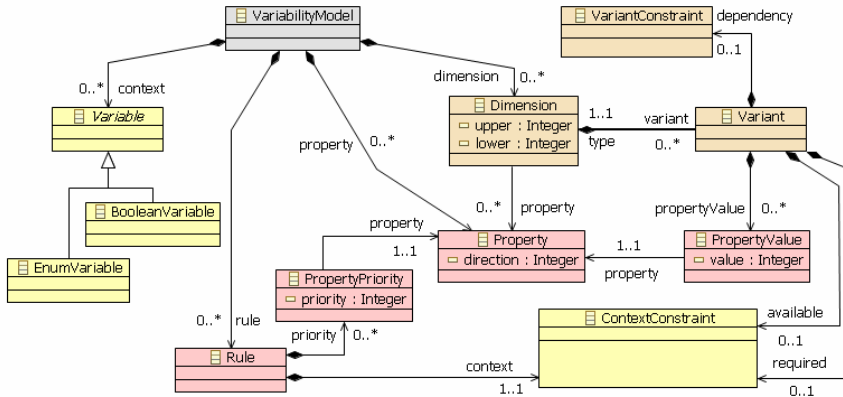 VariabilityModel
VariantConstraint
dependency
0..1
0..*
context
dimension
0..*
Variable
Dimension
upper : Integer
lower : Integer
1..1
type
variant
0..*
Variant
property
0..*
BooleanVariable
EnumVariable
0..*
property
propertyValue
0..*
property
1..1
Property
direction : Integer
1..1
property
PropertyValue
value : Integer
PropertyPriority
priority : Integer
0..*
rule
priority
0..*
ContextConstraint
available
0..1
Rule
context
1..1
required
0..1